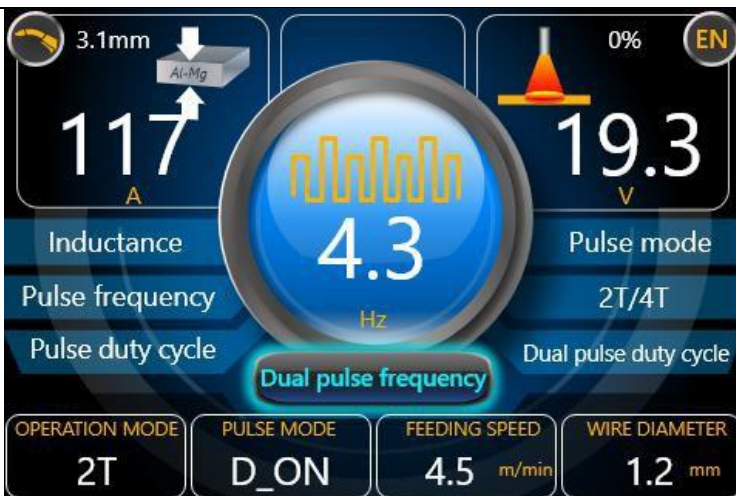 3.1mm
Al-Mg
117
A
0%
EN
19.3
V
4.3
Hz
Inductance
Pulse frequency
Pulse duty cycle
Pulse mode
2T/4T
Dual pulse duty cycle
Dual pulse frequency
OPERATION MODE
2T
PULSE MODE
D_ON
FEEDING SPEED
4.5 m/min
WIRE DIAMETER
1.2 mm